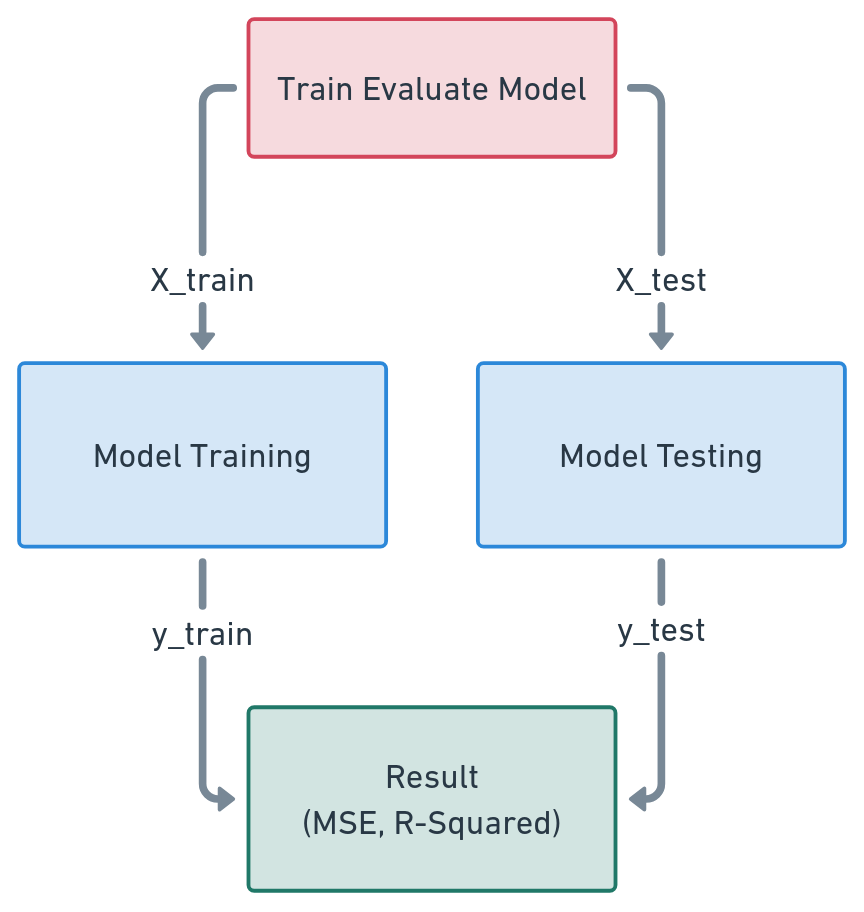 Train Evaluate Model
X_train
X_test
Model Training
Model Testing
y_train
y_test
Result
(MSE, R-Squared)